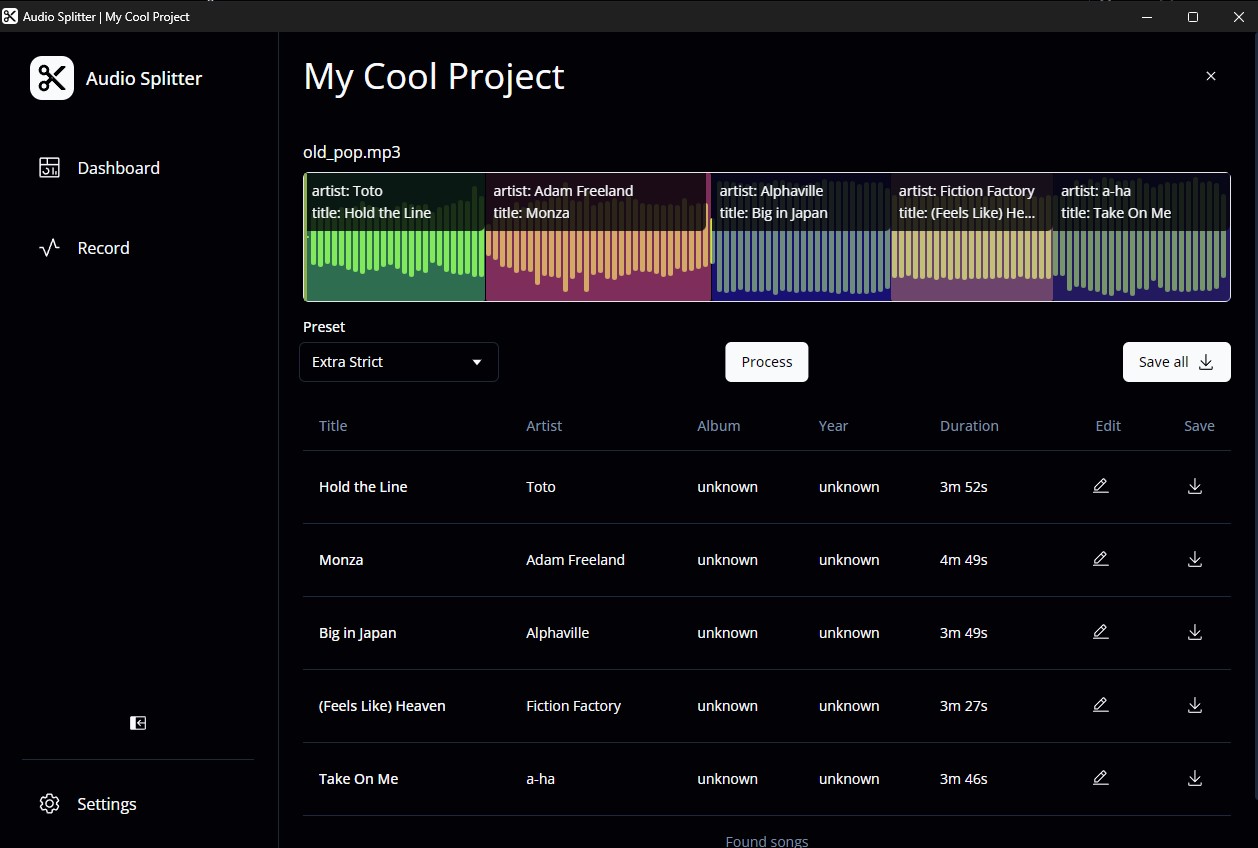 Audio Splitter | My Cool Project
Audio Splitter
Dashboard
Record
Settings
My Cool Project
old_pop.mp3
artist: Toto
title: Hold the Line
artist: Adam Freeland
title: Monza
artist: Alphaville
title: Big in Japan
artist: Fiction Factory
title: (Feels Like) He...
artist: a-ha
title: Take On Me
Preset
Extra Strict
Process
Save all
Title Artist Album Year Duration Edit Save
Hold the Line Toto unknown unknown 3m 52s
Monza Adam Freeland unknown unknown 4m 49s
Big in Japan Alphaville unknown unknown 3m 49s
(Feels Like) Heaven Fiction Factory unknown unknown 3m 27s
Take On Me a-ha unknown unknown 3m 46s
Found songs